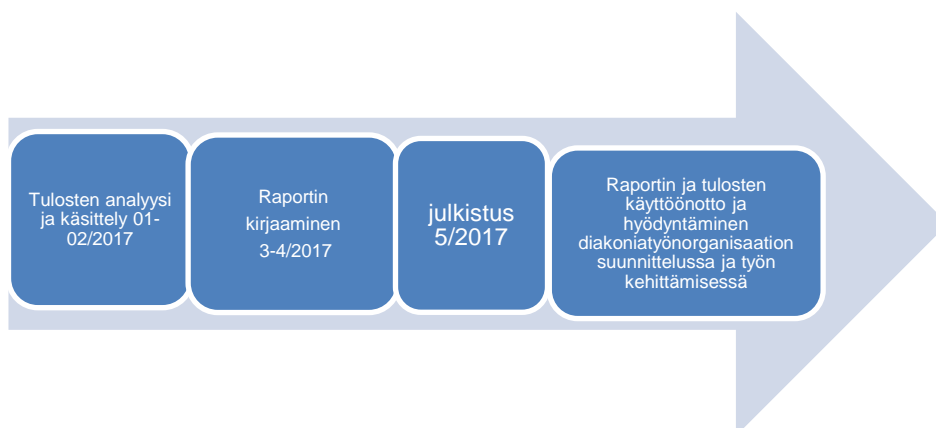 Tulosten analyysi
ja käsittely 01-
02/2017
Raportin
kirjaaminen
3-4/2017
julkistus
5/2017
Raportin ja tulosten
käyttöönotto ja
hyödyntäminen
diakoniatyönorganisaation
suunnittelussa ja työn
kehittämisessä